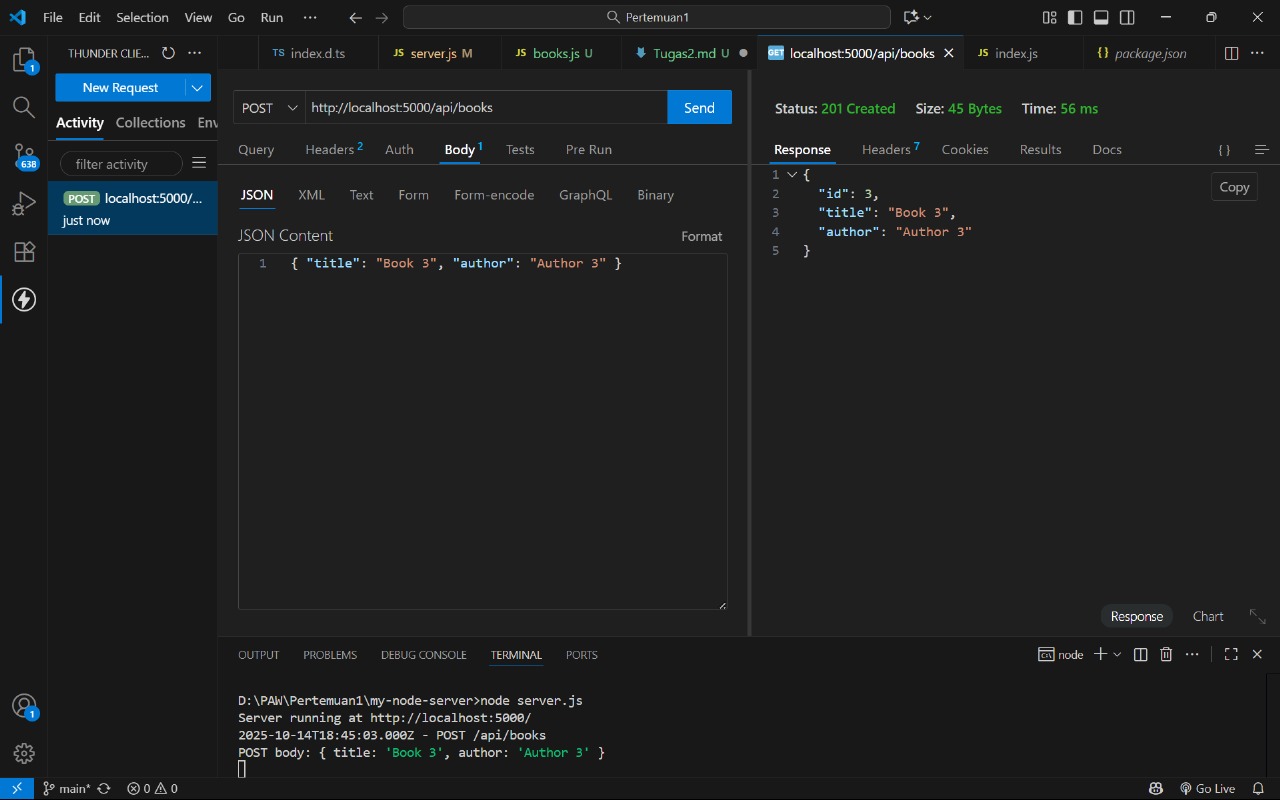 File Edit Selection View Go Run ··· Pertemuan1
THUNDER CLIE... ···
TS index.d.ts JS server.js M JS books.js U Tugas2.md U GET localhost:5000/api/books JS index.js {} package.json ···
1
New Request
Activity Collections Env
filter activity
POST localhost:5000/...
just now
638
POST http://localhost:5000/api/books Send
Query Headers 2 Auth Body 1 Tests Pre Run
JSON XML Text Form Form-encode GraphQL Binary
JSON Content Format
1 { "title": "Book 3", "author": "Author 3" }
Status: 201 Created Size: 45 Bytes Time: 56 ms
Response Headers 7 Cookies Results Docs { }
1 {
2 "id": 3,
3 "title": "Book 3",
4 "author": "Author 3"
5 }
Copy
Response Chart
OUTPUT PROBLEMS DEBUG CONSOLE TERMINAL PORTS node ···
D:\PAW\Pertemuan1\my-node-server>node server.js
Server running at http://localhost:5000/
2025-10-14T18:45:03.000Z - POST /api/books
POST body: { title: 'Book 3', author: 'Author 3' }
1
main* 0 0 Go Live